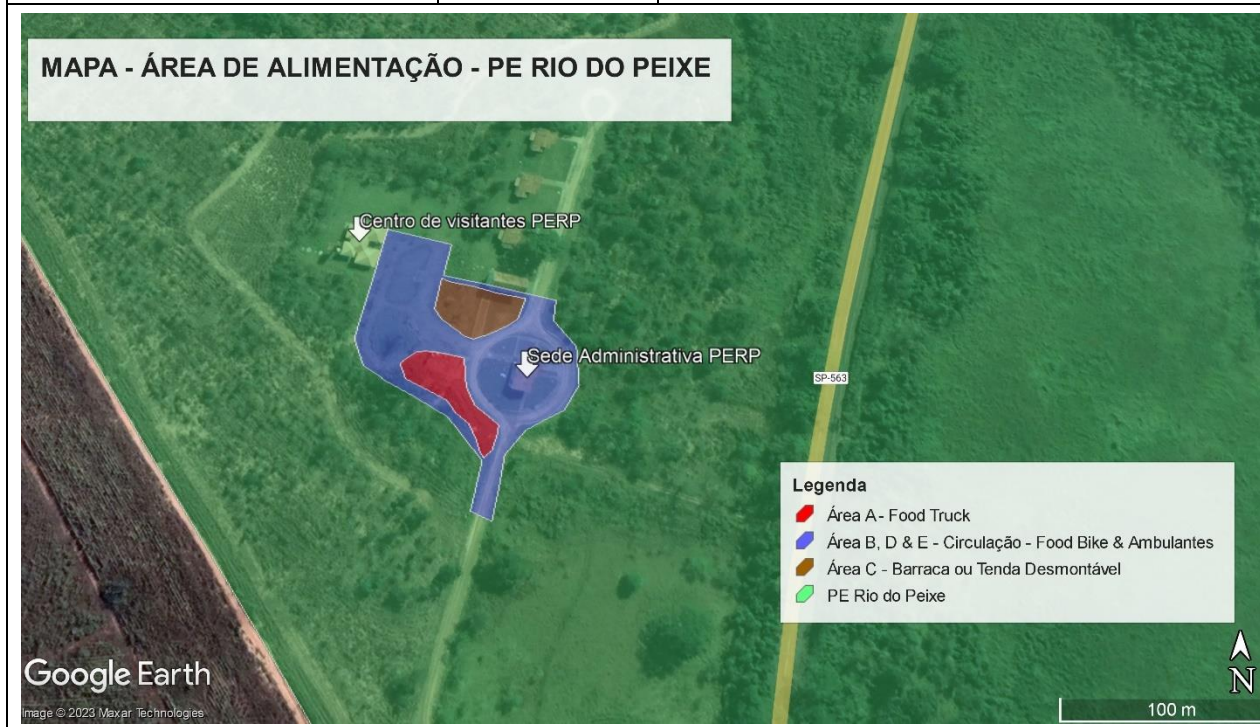 MAPA - ÁREA DE ALIMENTAÇÃO - PE RIO DO PEIXE
Centro de visitantes PERP
Sede Administrativa PERP
SP-563
Legenda
Área A - Food Truck
Área B, D & E - Circulação - Food Bike & Ambulantes
Área C - Barraca ou Tenda Desmontável
PE Rio do Peixe
Google Earth
Image © 2023 Maxar Technologies
N
100 m